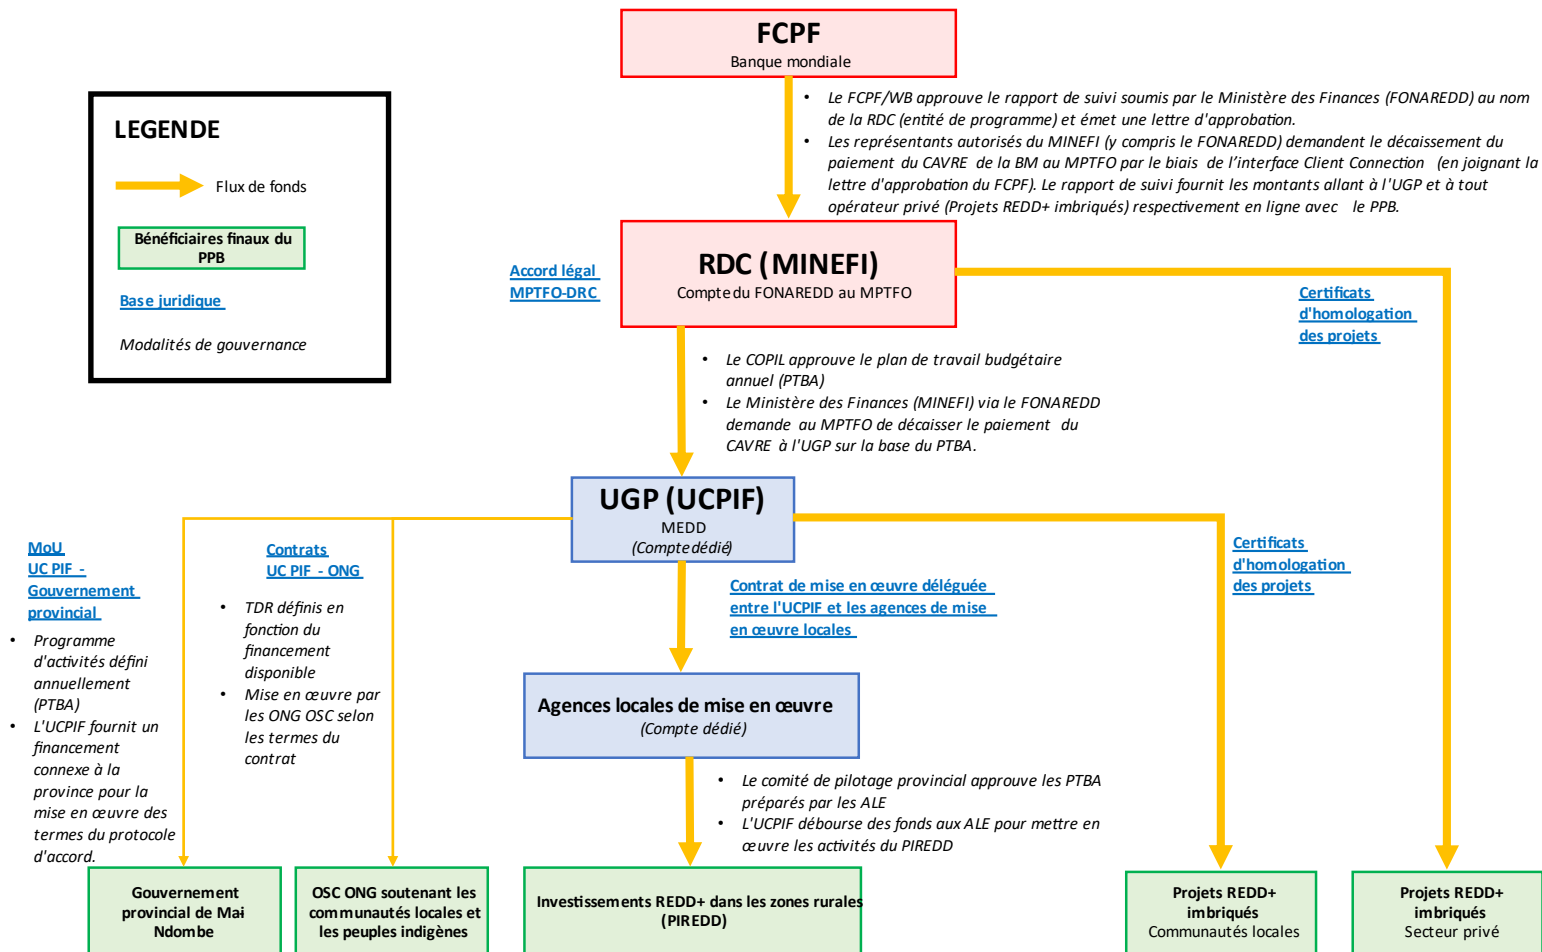 FCPF
Banque mondiale
LEGENDE
Flux de fonds
Bénéficiaires finaux du
PPB
Base juridique
Modalités de gouvernance
• Le FCPF/WB approuve le rapport de suivi soumis par le Ministère des Finances (FONAREDD) au nom
de la RDC (entité de programme) et émet une lettre d'approbation.
• Les représentants autorisés du MINEFI (y compris le FONAREDD) demandent le décaissement du
paiement du CAVRE de la BM au MPTFO par le biais de l'interface Client Connection (en joignant la
lettre d'approbation du FCPF). Le rapport de suivi fournit les montants allant à l'UGP et à tout
opérateur privé (Projets REDD+ imbriqués) respectivement en ligne avec le PPB.
Accord légal
MPTFO-DRC
RDC (MINEFI)
Compte du FONAREDD au MPTFO
Certificats
d'homologation
des projets
• Le COPIL approuve le plan de travail budgétaire
annuel (PTBA)
• Le Ministère des Finances (MINEFI) via le FONAREDD
demande au MPTFO de décaisser le paiement du
CAVRE à l'UGP sur la base du PTBA.
UGP (UCPIF)
MEDD
(Compte dédié)
MoU
UC PIF -
Gouvernement
provincial
• Programme
d'activités défini
annuellement
(PTBA)
• L'UCPIF fournit un
financement
connexe à la
province pour la
mise en œuvre des
termes du protocole
d'accord.
Contrats
UC PIF - ONG
• TDR définis en
fonction du
financement
disponible
• Mise en œuvre par
les ONG OSC selon
les termes du
contrat
Contrat de mise en œuvre déléguée
entre l'UCPIF et les agences de mise
en œuvre locales
Certificats
d'homologation
des projets
Agences locales de mise en œuvre
(Compte dédié)
• Le comité de pilotage provincial approuve les PTBA
préparés par les ALE
• L'UCPIF débourse des fonds aux ALE pour mettre en
œuvre les activités du PIREDD
Gouvernement
provincial de Mai
Ndombe
OSC ONG soutenant les
communautés locales et
les peuples indigènes
Investissements REDD+ dans les zones rurales
(PIREDD)
Projets REDD+
imbriqués
Communautés locales
Projets REDD+
imbriqués
Secteur privé